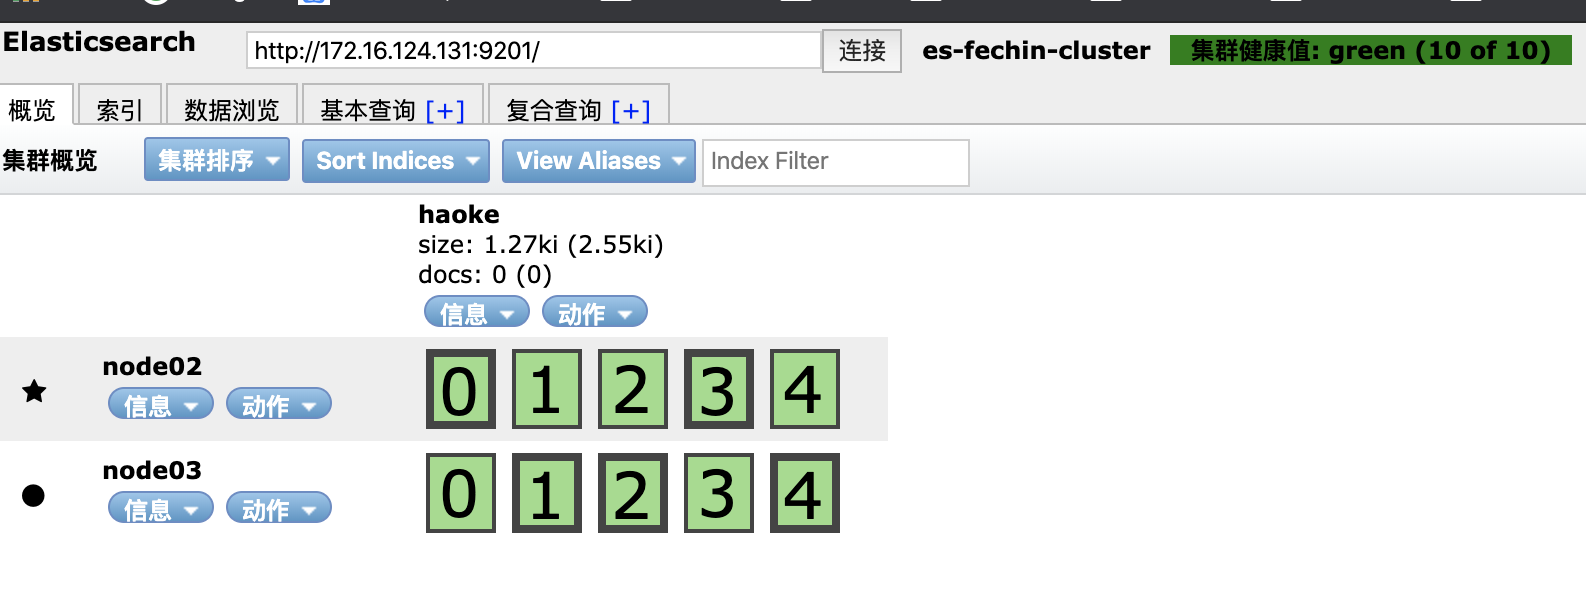 Elasticsearch
http://172.16.124.131:9201/
连接
es-fechin-cluster
集群健康值: green (10 of 10)
概览
索引
数据浏览
基本查询 [+]
复合查询 [+]
集群概览
集群排序
Sort Indices
View Aliases
Index Filter
haoke
size: 1.27ki (2.55ki)
docs: 0 (0)
信息
动作
node02
信息
动作
0 1 2 3 4
node03
信息
动作
0 1 2 3 4